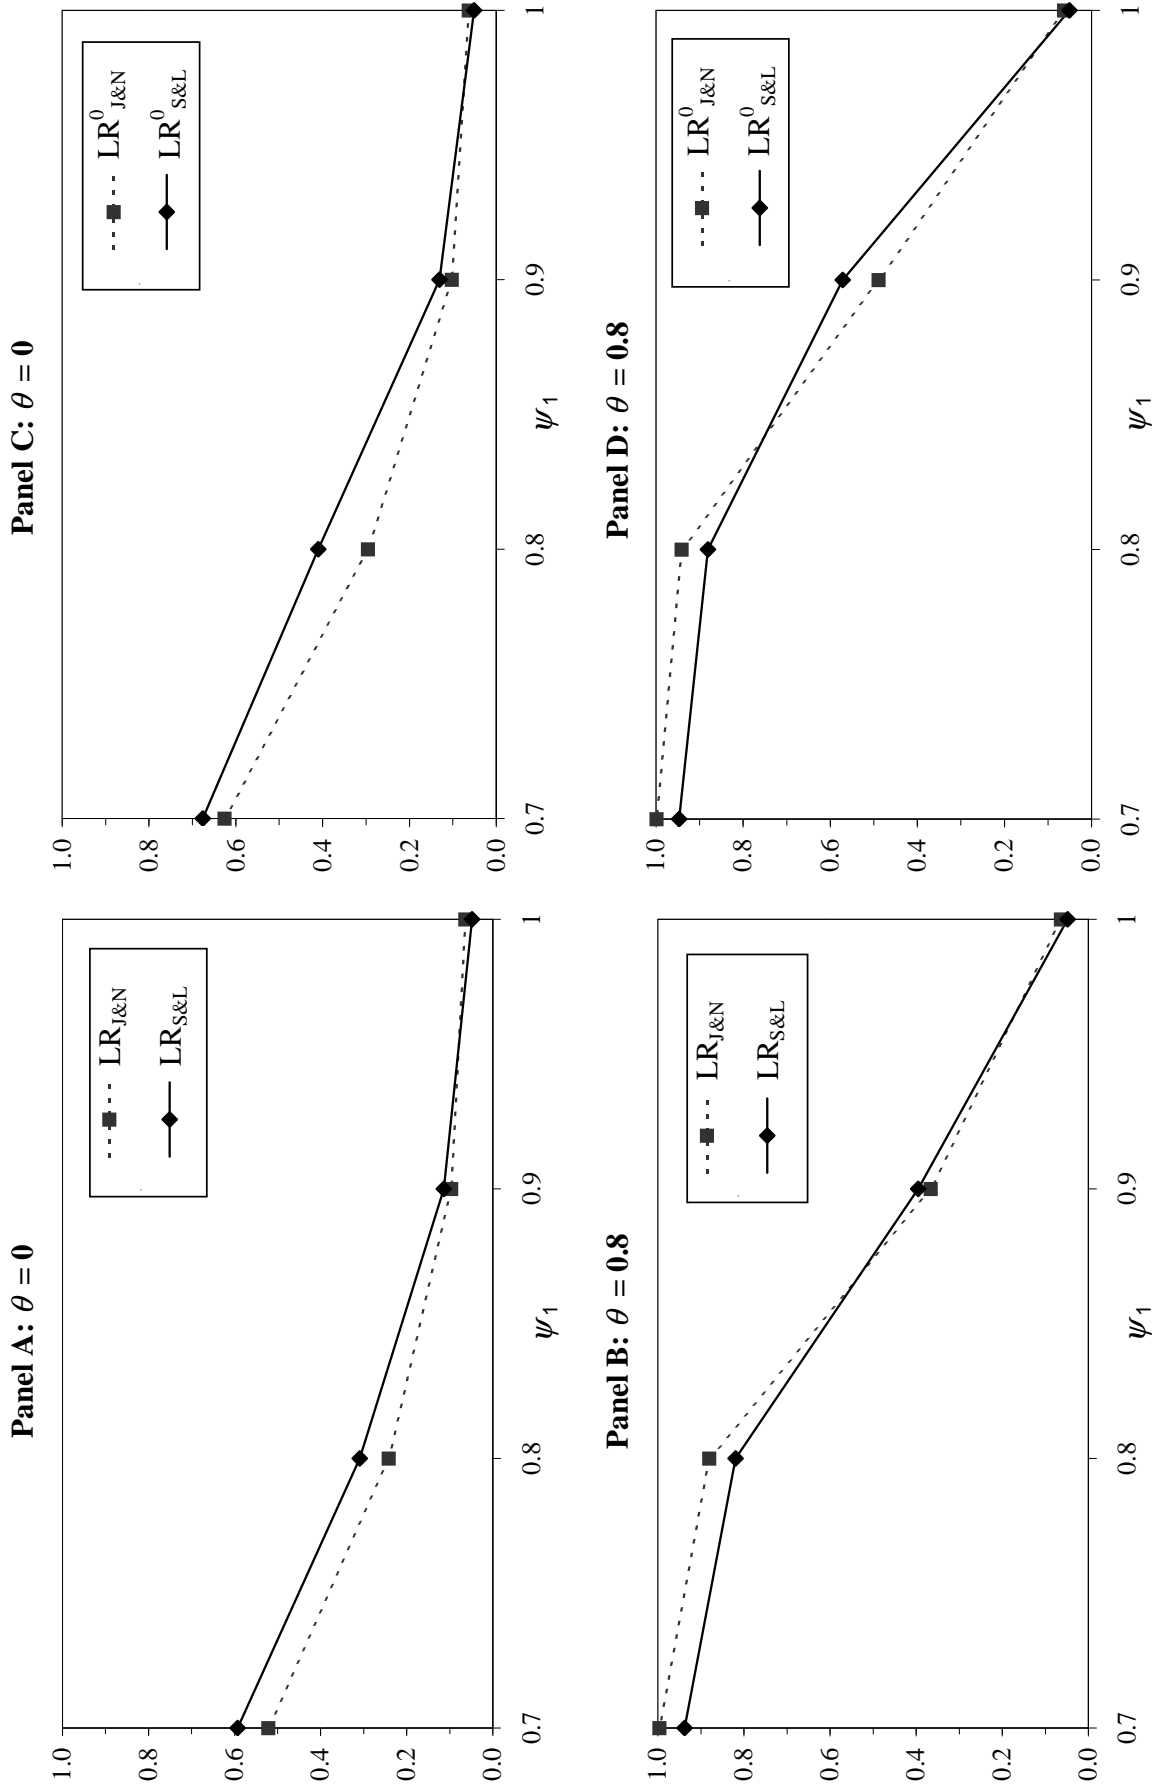 Panel A: θ = 0
1.0
0.8
0.6
0.4
0.2
0.0
0.7
0.8
0.9
1
ψ1
LRJ&N
LRS&L
Panel C: θ = 0
1.0
0.8
0.6
0.4
0.2
0.0
0.7
0.8
0.9
1
ψ1
LR0J&N
LR0S&L
Panel B: θ = 0.8
1.0
0.8
0.6
0.4
0.2
0.0
0.7
0.8
0.9
1
ψ1
LRJ&N
LRS&L
Panel D: θ = 0.8
1.0
0.8
0.6
0.4
0.2
0.0
0.7
0.8
0.9
1
ψ1
LR0J&N
LR0S&L